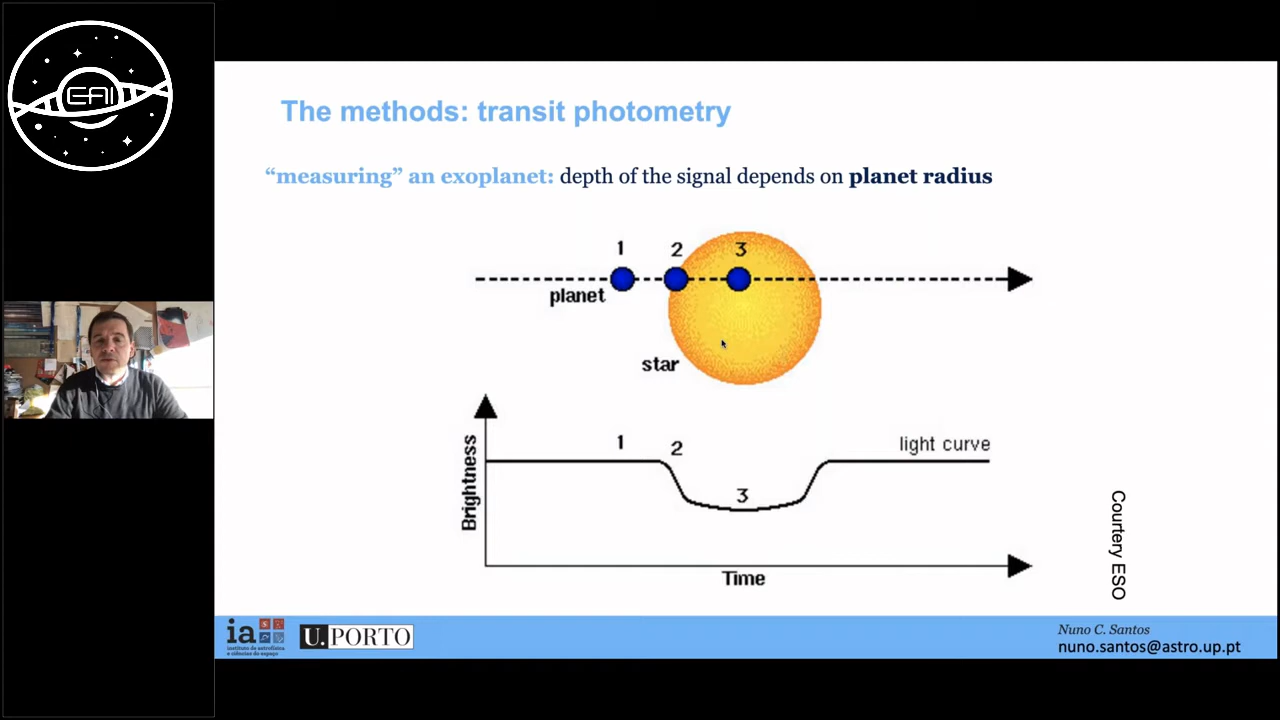 EAI
The methods: transit photometry
“measuring” an exoplanet: depth of the signal depends on planet radius
1 2 3
planet
star
Brightness
1 2 3
light curve
Time
Courtery ESO
ia
instituto de astrofísica
e ciências do espaço
U. PORTO
Nuno C. Santos
nuno.santos@astro.up.pt